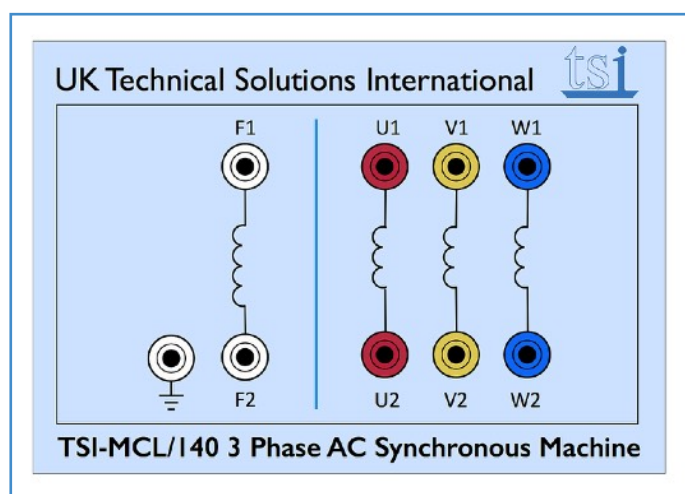 UK Technical Solutions International
tsi
F1 U1 V1 W1
F2 U2 V2 W2
TSI-MCL/140 3 Phase AC Synchronous Machine